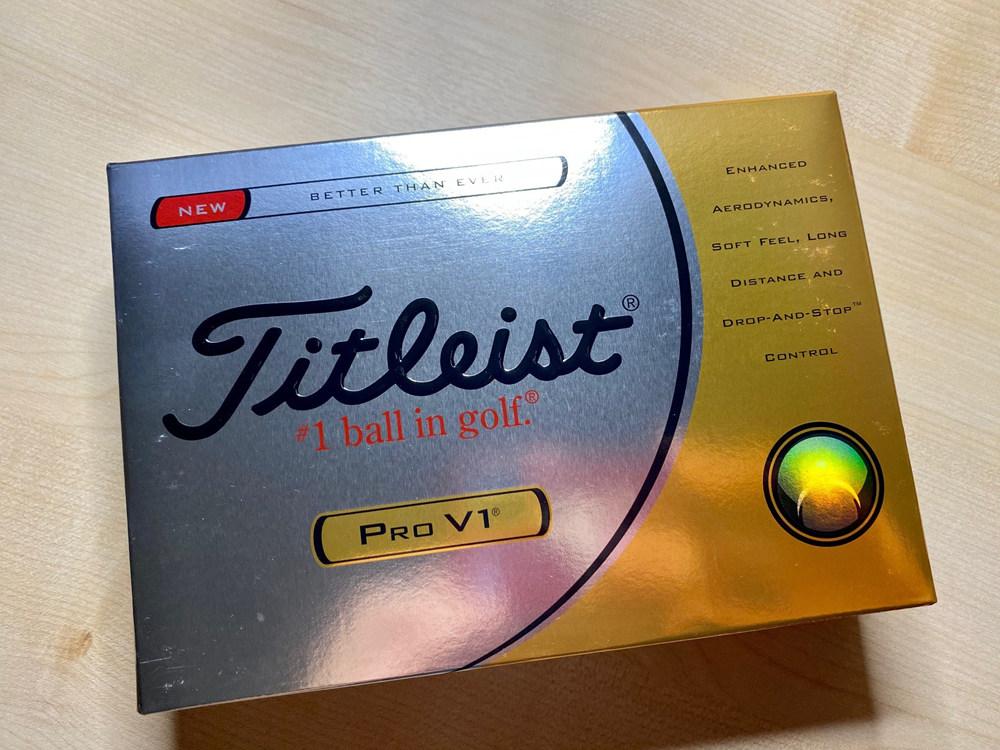 NEW BETTER THAN EVER
Titleist®
#1 ball in golf.®
PRO V1®
ENHANCED
AERODYNAMICS,
SOFT FEEL, LONG
DISTANCE AND
DROP-AND-STOP™
CONTROL